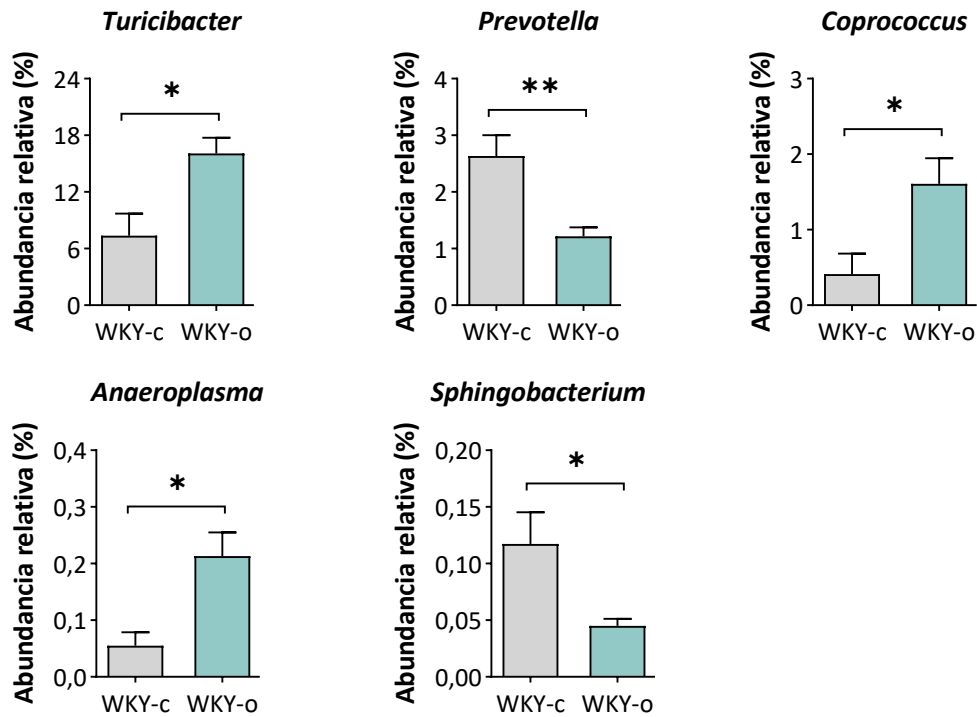 Turicibacter
Abundancia relativa (%)
24
18
12
6
0
*
WKY-c WKY-o
Prevotella
Abundancia relativa (%)
4
3
2
1
0
**
WKY-c WKY-o
Coprococcus
Abundancia relativa (%)
3
2
1
0
*
WKY-c WKY-o
Anaeroplasma
Abundancia relativa (%)
0,4
0,3
0,2
0,1
0,0
*
WKY-c WKY-o
Sphingobacterium
Abundancia relativa (%)
0,20
0,15
0,10
0,05
0,00
*
WKY-c WKY-o